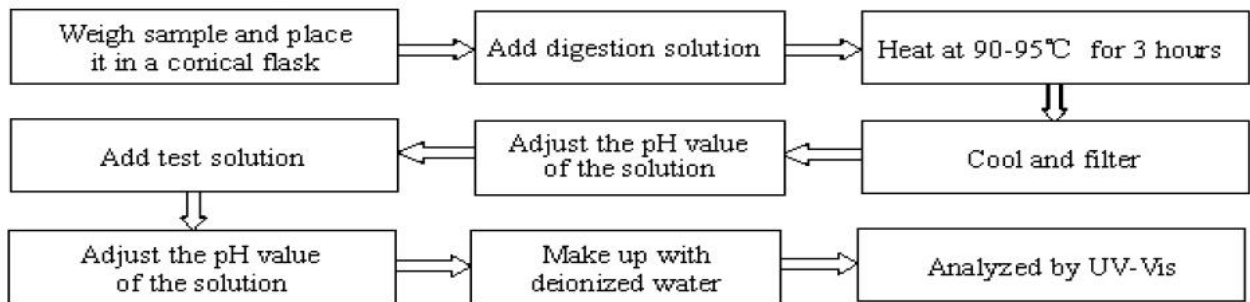 Weigh sample and place
it in a conical flask
Add digestion solution
Heat at 90-95℃ for 3 hours
Cool and filter
Adjust the pH value
of the solution
Add test solution
Adjust the pH value
of the solution
Make up with
deionized water
Analyzed by UV-Vis